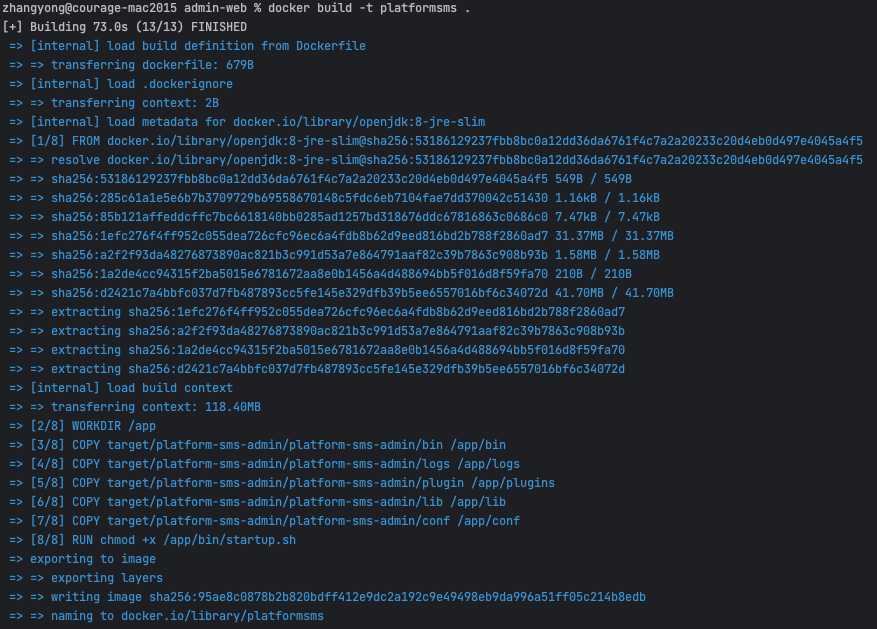 zhangyong@courage-mac2015 admin-web % docker build -t platformsms .
[+] Building 73.0s (13/13) FINISHED
=> [internal] load build definition from Dockerfile
=> => transferring dockerfile: 679B
=> [internal] load .dockerignore
=> => transferring context: 2B
=> [internal] load metadata for docker.io/library/openjdk:8-jre-slim
=> [1/8] FROM docker.io/library/openjdk:8-jre-slim@sha256:53186129237fbb8bc0a12dd36da6761f4c7a2a20233c20d4eb0d497e4045a4f5
=> => resolve docker.io/library/openjdk:8-jre-slim@sha256:53186129237fbb8bc0a12dd36da6761f4c7a2a20233c20d4eb0d497e4045a4f5
=> => sha256:53186129237fbb8bc0a12dd36da6761f4c7a2a20233c20d4eb0d497e4045a4f5 549B / 549B
=> => sha256:285c61a1e5e6b7b3709729b69558670148c5fdc6eb7104fae7dd370042c51430 1.16kB / 1.16kB
=> => sha256:85b121affeddcffc7bc6618140bb0285ad1257bd318676ddc67816863c0686c0 7.47kB / 7.47kB
=> => sha256:1efc276f4ff952c055dea726cfc96ec6a4fdb8b62d9eed816bd2b788f2860ad7 31.37MB / 31.37MB
=> => sha256:a2f2f93da48276873890ac821b3c991d53a7e864791aaf82c39b7863c908b93b 1.58MB / 1.58MB
=> => sha256:1a2de4cc94315f2ba5015e6781672aa8e0b1456a4d488694bb5f016d8f59fa70 210B / 210B
=> => sha256:d2421c7a4bbfc037d7fb487893cc5fe145e329dfb39b5ee6557016bf6c34072d 41.70MB / 41.70MB
=> => extracting sha256:1efc276f4ff952c055dea726cfc96ec6a4fdb8b62d9eed816bd2b788f2860ad7
=> => extracting sha256:a2f2f93da48276873890ac821b3c991d53a7e864791aaf82c39b7863c908b93b
=> => extracting sha256:1a2de4cc94315f2ba5015e6781672aa8e0b1456a4d488694bb5f016d8f59fa70
=> => extracting sha256:d2421c7a4bbfc037d7fb487893cc5fe145e329dfb39b5ee6557016bf6c34072d
=> [internal] load build context
=> => transferring context: 118.40MB
=> [2/8] WORKDIR /app
=> [3/8] COPY target/platform-sms-admin/platform-sms-admin/bin /app/bin
=> [4/8] COPY target/platform-sms-admin/platform-sms-admin/logs /app/logs
=> [5/8] COPY target/platform-sms-admin/platform-sms-admin/plugin /app/plugins
=> [6/8] COPY target/platform-sms-admin/platform-sms-admin/lib /app/lib
=> [7/8] COPY target/platform-sms-admin/platform-sms-admin/conf /app/conf
=> [8/8] RUN chmod +x /app/bin/startup.sh
=> exporting to image
=> => exporting layers
=> => writing image sha256:95ae8c0878b2b820bdff412e9dc2a192c9e49498eb9da996a51ff05c214b8edb
=> => naming to docker.io/library/platformsms